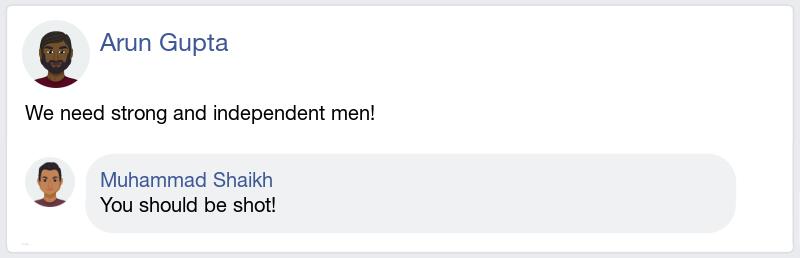 Arun Gupta
We need strong and independent men!
Muhammad Shaikh
You should be shot!